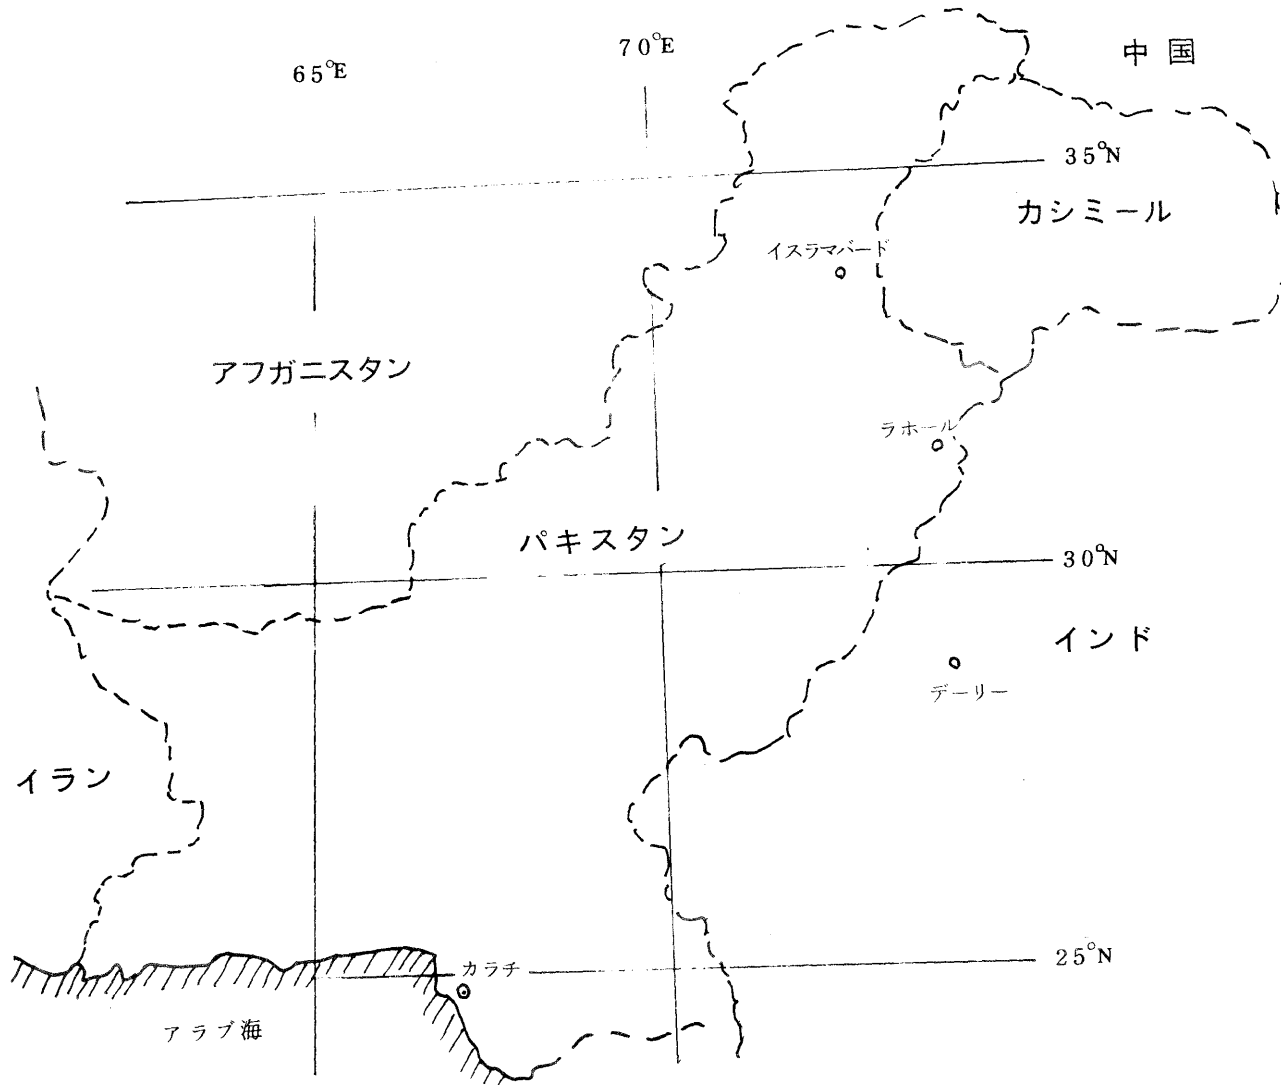 70°E
中国
65°E
35°N
カシミール
イスラマバード
アフガニスタン
ラホール
パキスタン
30°N
インド
デーリー
イラン
25°N
カラチ
アラブ海